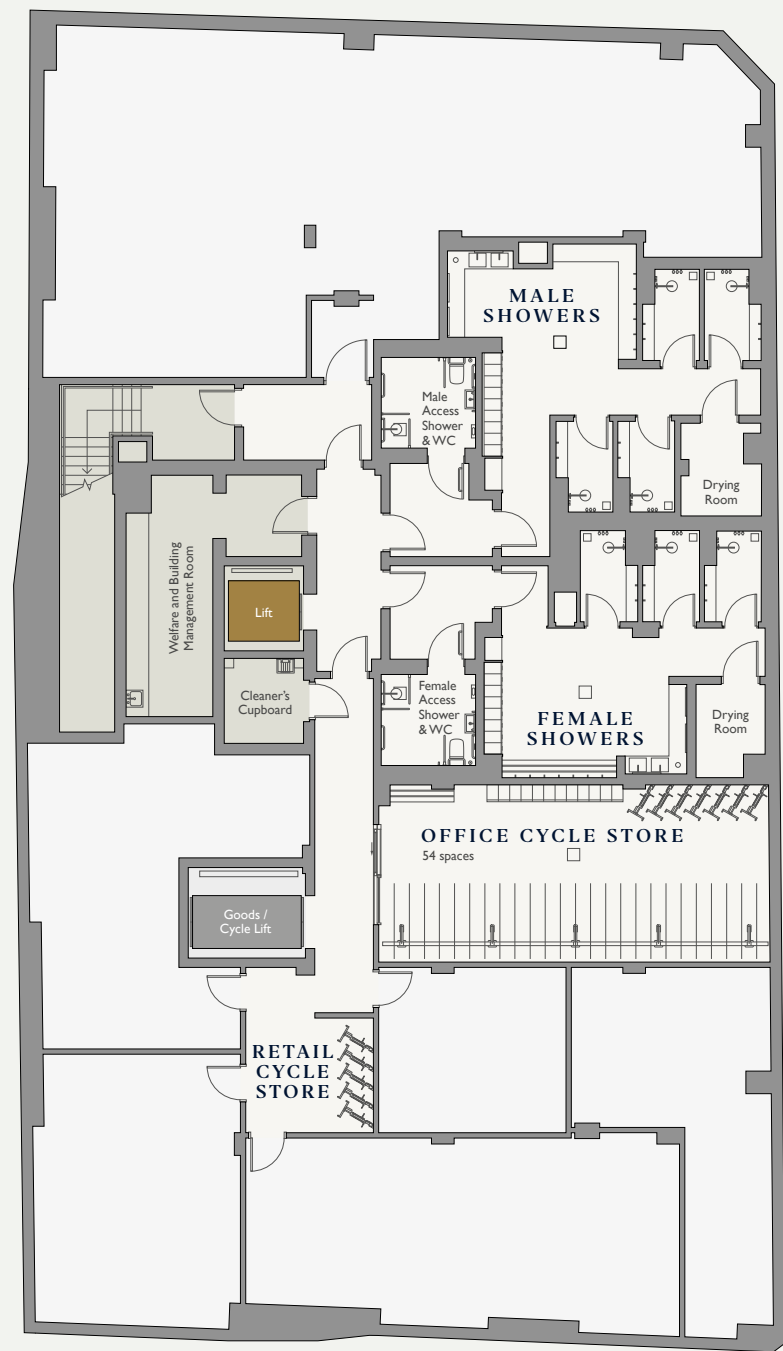 MALE
SHOWERS
Male
Access
Shower
& WC
Drying
Room
Welfare and Building
Management Room
Lift
Cleaner's
Cupboard
Female
Access
Shower
& WC
FEMALE
SHOWERS
Drying
Room
OFFICE CYCLE STORE
54 spaces
Goods /
Cycle Lift
RETAIL
CYCLE
STORE